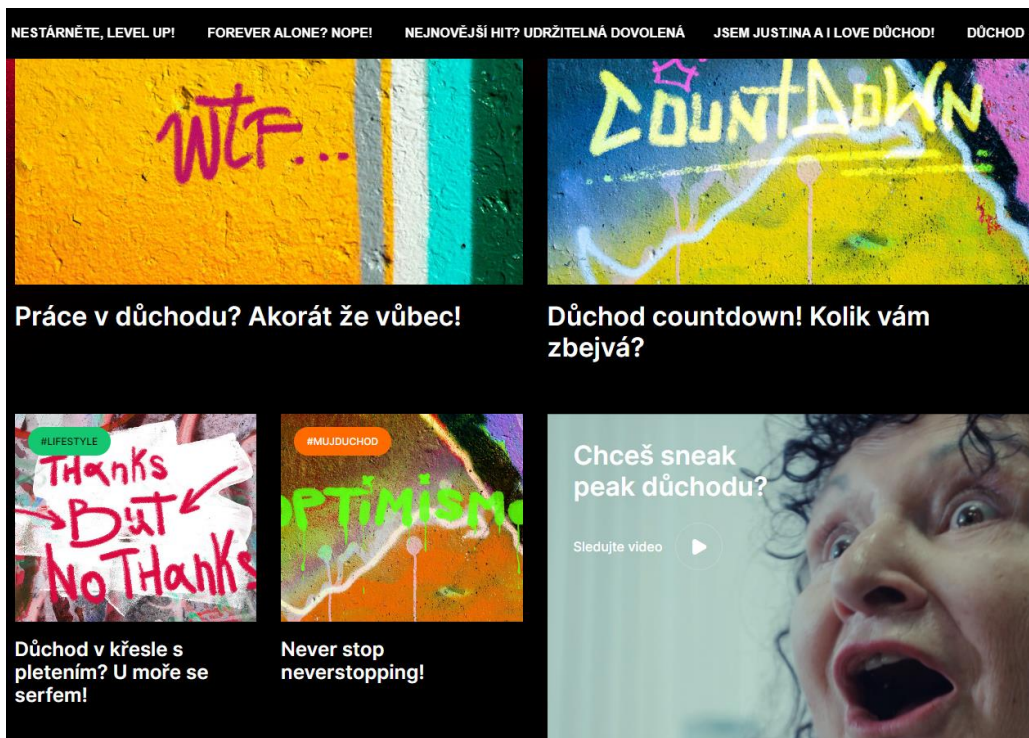 NESTÁRNĚTE, LEVEL UP! FOREVER ALONE? NOPE! NEJNOVĚJŠÍ HIT? UDRŽITELNÁ DOVOLENÁ JSEM JUST.INA A I LOVE DŮCHOD! DŮCHOD
WTF...
COUNTDOWN
Práce v důchodu? Akorát že vůbec!
Důchod countdown! Kolik vám
zbejvá?
#LIFESTYLE
THanks
BUT
No THanks
#MUJDUCHOD
OPTIMISMO
Chceš sneak
peak důchodu?
Sledujte video
Důchod v křesle s
pletením? U moře se
serfem!
Never stop
neverstopping!